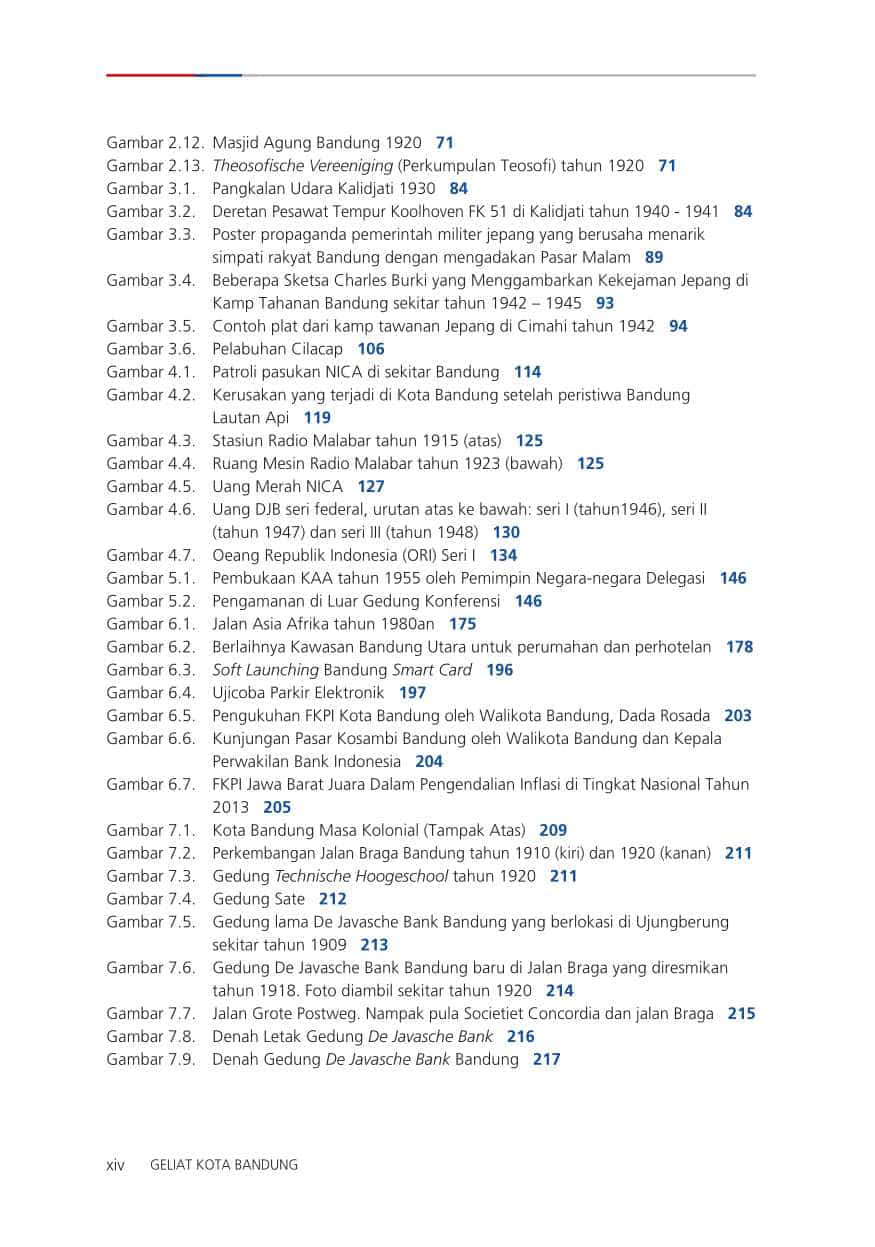 Gambar 2.12. Masjid Agung Bandung 1920 71
Gambar 2.13. Theosofische Vereeniging (Perkumpulan Teosofi) tahun 1920 71
Gambar 3.1. Pangkalan Udara Kalidjati 1930 84
Gambar 3.2. Deretan Pesawat Tempur Koolhoven FK 51 di Kalidjati tahun 1940 - 1941 84
Gambar 3.3. Poster propaganda pemerintah militer jepang yang berusaha menarik
simpati rakyat Bandung dengan mengadakan Pasar Malam 89
Gambar 3.4. Beberapa Sketsa Charles Burki yang Menggambarkan Kekejaman Jepang di
Kamp Tahanan Bandung sekitar tahun 1942 – 1945 93
Gambar 3.5. Contoh plat dari kamp tawanan Jepang di Cimahi tahun 1942 94
Gambar 3.6. Pelabuhan Cilacap 106
Gambar 4.1. Patroli pasukan NICA di sekitar Bandung 114
Gambar 4.2. Kerusakan yang terjadi di Kota Bandung setelah peristiwa Bandung
Lautan Api 119
Gambar 4.3. Stasiun Radio Malabar tahun 1915 (atas) 125
Gambar 4.4. Ruang Mesin Radio Malabar tahun 1923 (bawah) 125
Gambar 4.5. Uang Merah NICA 127
Gambar 4.6. Uang DJB seri federal, urutan atas ke bawah: seri I (tahun1946), seri II
(tahun 1947) dan seri III (tahun 1948) 130
Gambar 4.7. Oeang Republik Indonesia (ORI) Seri I 134
Gambar 5.1. Pembukaan KAA tahun 1955 oleh Pemimpin Negara-negara Delegasi 146
Gambar 5.2. Pengamanan di Luar Gedung Konferensi 146
Gambar 6.1. Jalan Asia Afrika tahun 1980an 175
Gambar 6.2. Berlaihnya Kawasan Bandung Utara untuk perumahan dan perhotelan 178
Gambar 6.3. Soft Launching Bandung Smart Card 196
Gambar 6.4. Ujicoba Parkir Elektronik 197
Gambar 6.5. Pengukuhan FKPI Kota Bandung oleh Walikota Bandung, Dada Rosada 203
Gambar 6.6. Kunjungan Pasar Kosambi Bandung oleh Walikota Bandung dan Kepala
Perwakilan Bank Indonesia 204
Gambar 6.7. FKPI Jawa Barat Juara Dalam Pengendalian Inflasi di Tingkat Nasional Tahun
2013 205
Gambar 7.1. Kota Bandung Masa Kolonial (Tampak Atas) 209
Gambar 7.2. Perkembangan Jalan Braga Bandung tahun 1910 (kiri) dan 1920 (kanan) 211
Gambar 7.3. Gedung Technische Hoogeschool tahun 1920 211
Gambar 7.4. Gedung Sate 212
Gambar 7.5. Gedung lama De Javasche Bank Bandung yang berlokasi di Ujungberung
sekitar tahun 1909 213
Gambar 7.6. Gedung De Javasche Bank Bandung baru di Jalan Braga yang diresmikan
tahun 1918. Foto diambil sekitar tahun 1920 214
Gambar 7.7. Jalan Grote Postweg. Nampak pula Societiet Concordia dan jalan Braga 215
Gambar 7.8. Denah Letak Gedung De Javasche Bank 216
Gambar 7.9. Denah Gedung De Javasche Bank Bandung 217
xiv GELIAT KOTA BANDUNG